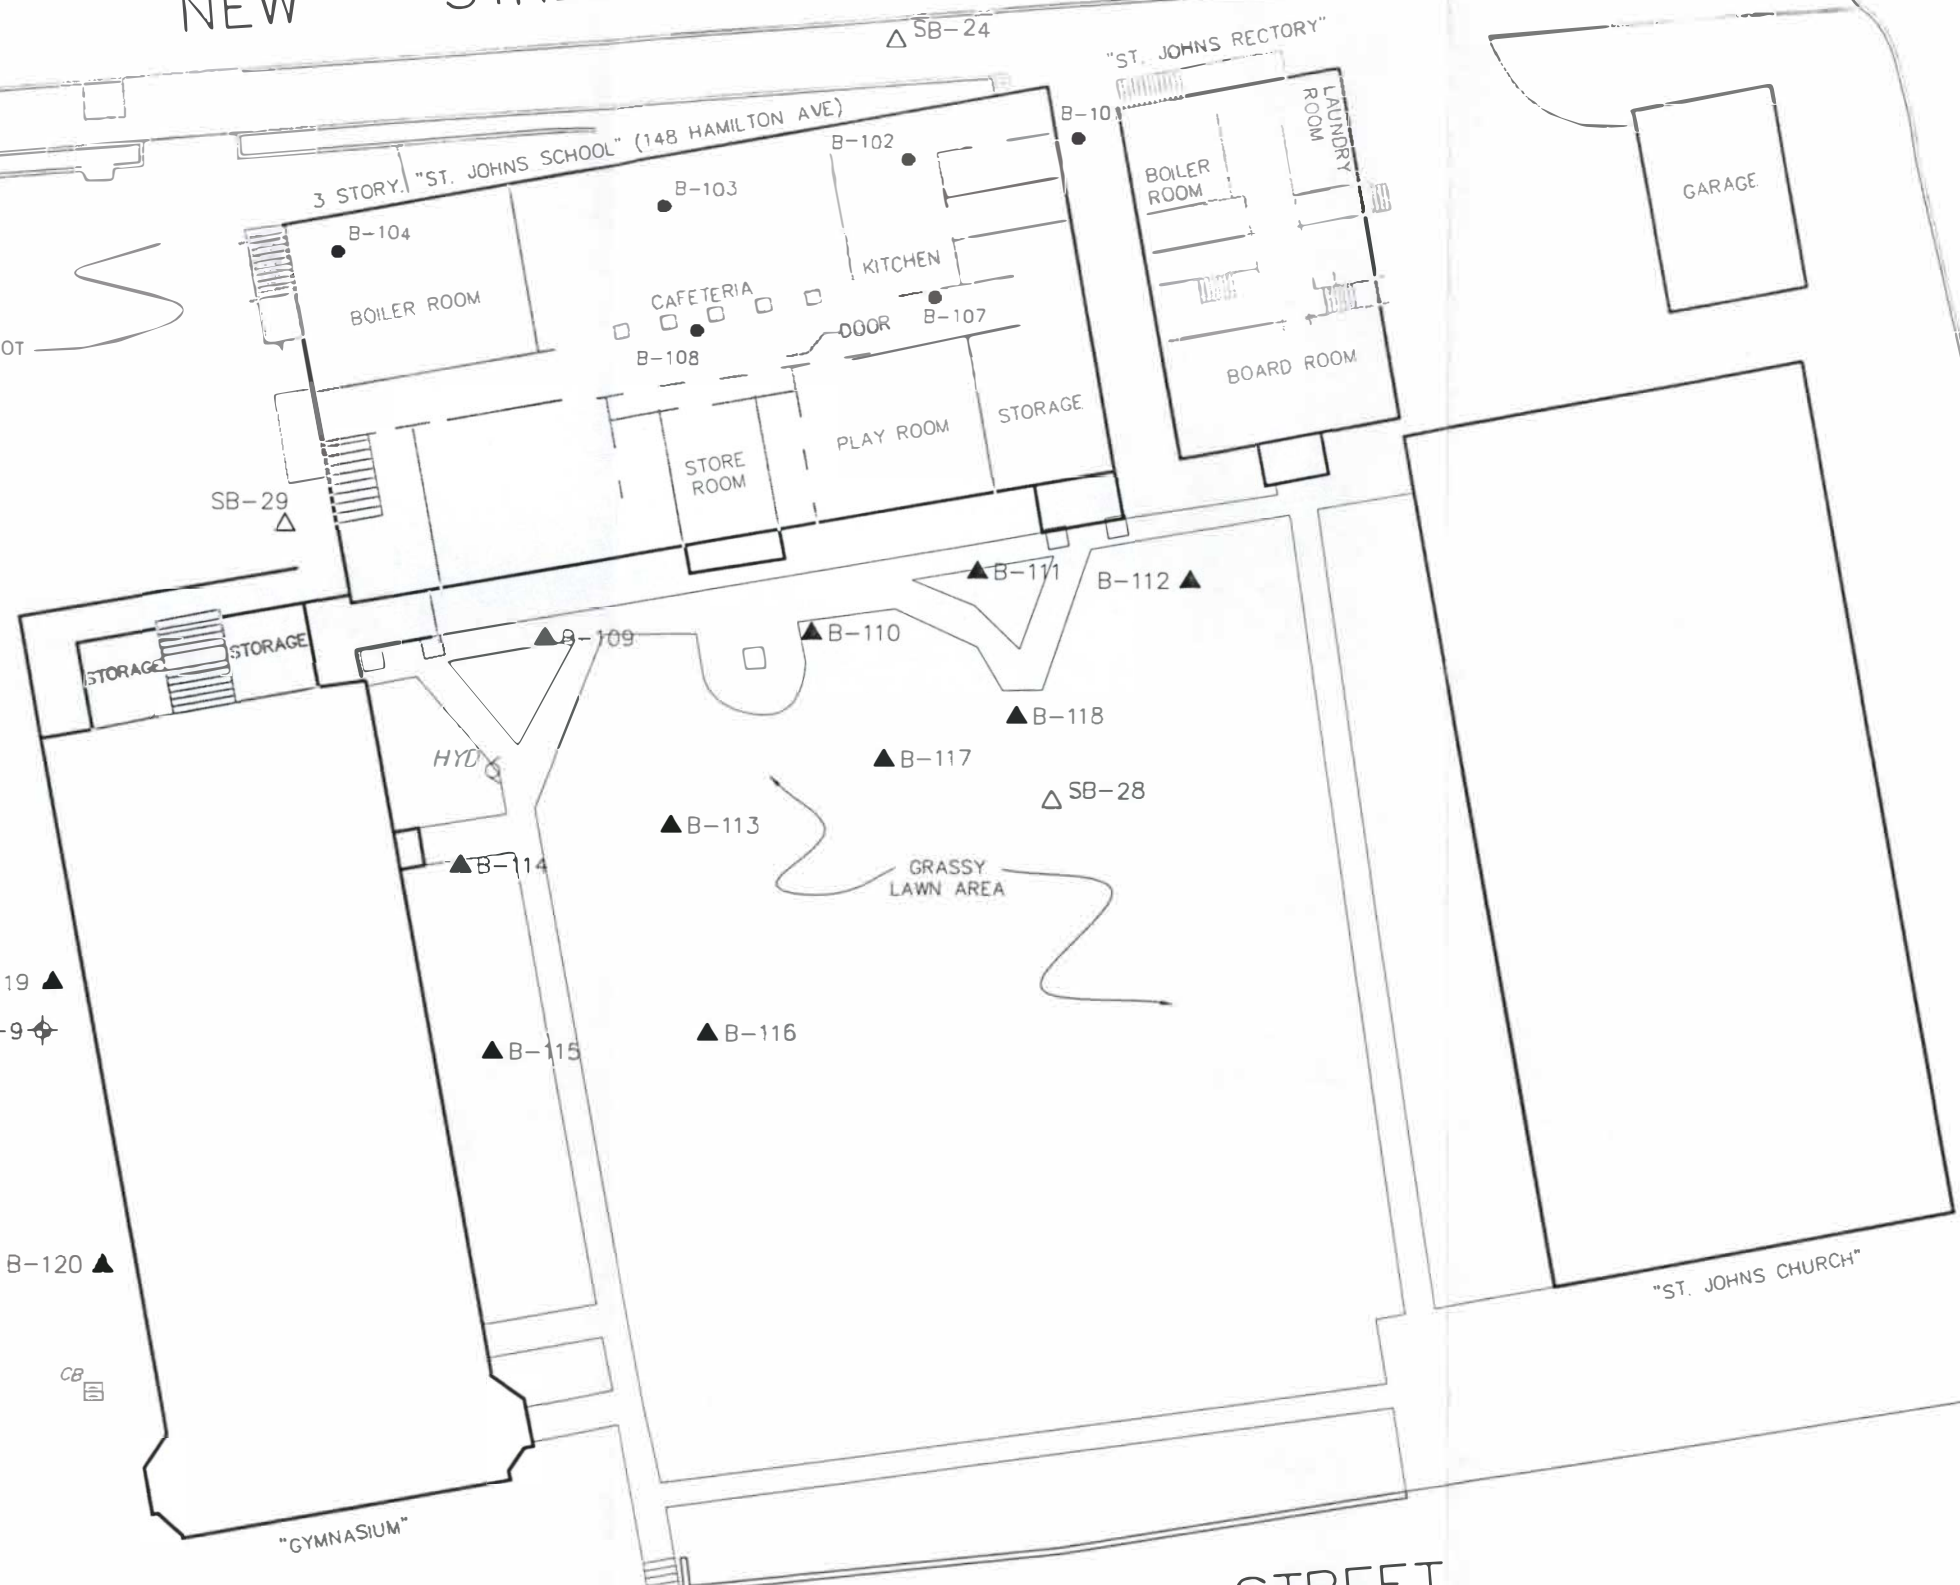 NEW
SB-24
"ST. JOHNS RECTORY"
3 STORY. "ST. JOHNS SCHOOL" (148 HAMILTON AVE)
B-102
B-10
LAUNDRY
ROOM
B-103
B-104
BOILER
ROOM
GARAGE
BOILER ROOM
CAFETERIA
KITCHEN
DOOR
B-107
B-108
OT
BOARD ROOM
STORAGE
PLAY ROOM
STORE
ROOM
SB-29
B-111
B-112
STORAGE
STORAGE
B-109
B-110
B-118
HYD
B-117
SB-28
B-113
B-114
GRASSY
LAWN AREA
19
-9
B-115
B-116
B-120
"ST. JOHNS CHURCH"
CB
"GYMNASIUM"
STREET